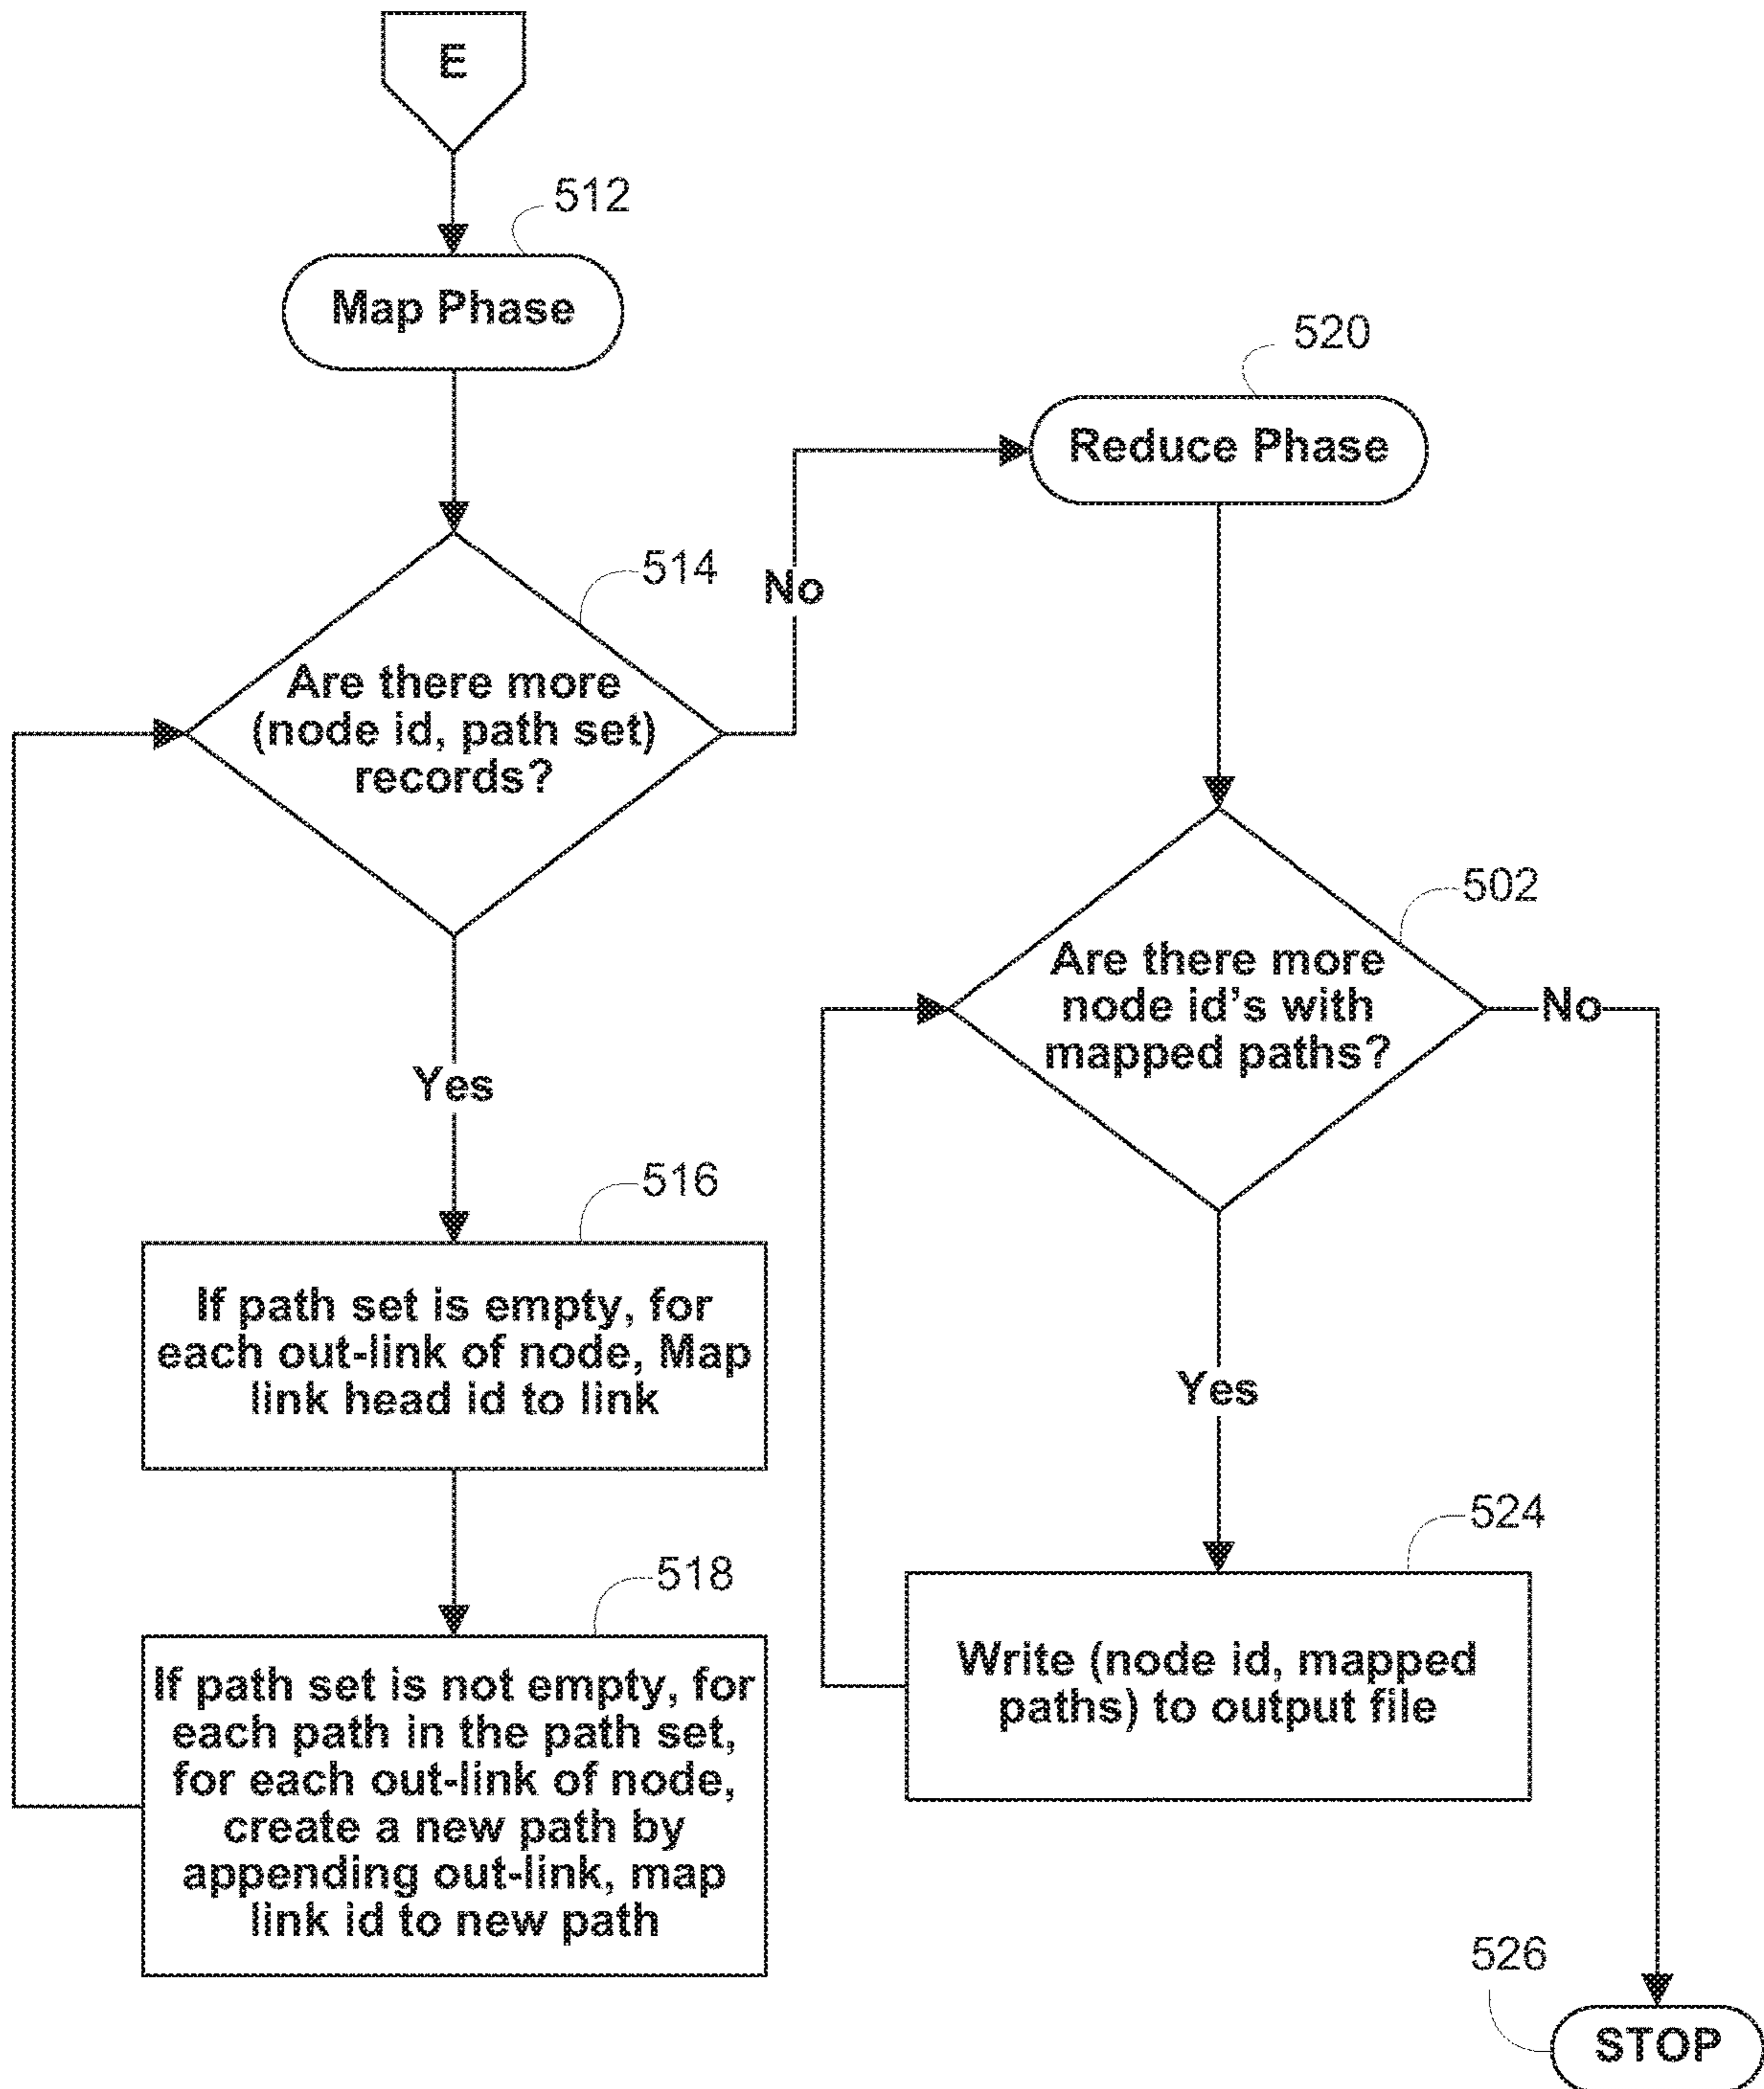 E
512
Map Phase
514
Are there more
(node id, path set)
records?
No
Yes
516
If path set is empty, for
each out-link of node, Map
link head id to link
518
If path set is not empty, for
each path in the path set,
for each out-link of node,
create a new path by
appending out-link, map
link id to new path
520
Reduce Phase
502
Are there more
node id's with
mapped paths?
No
Yes
524
Write (node id, mapped
paths) to output file
526
STOP